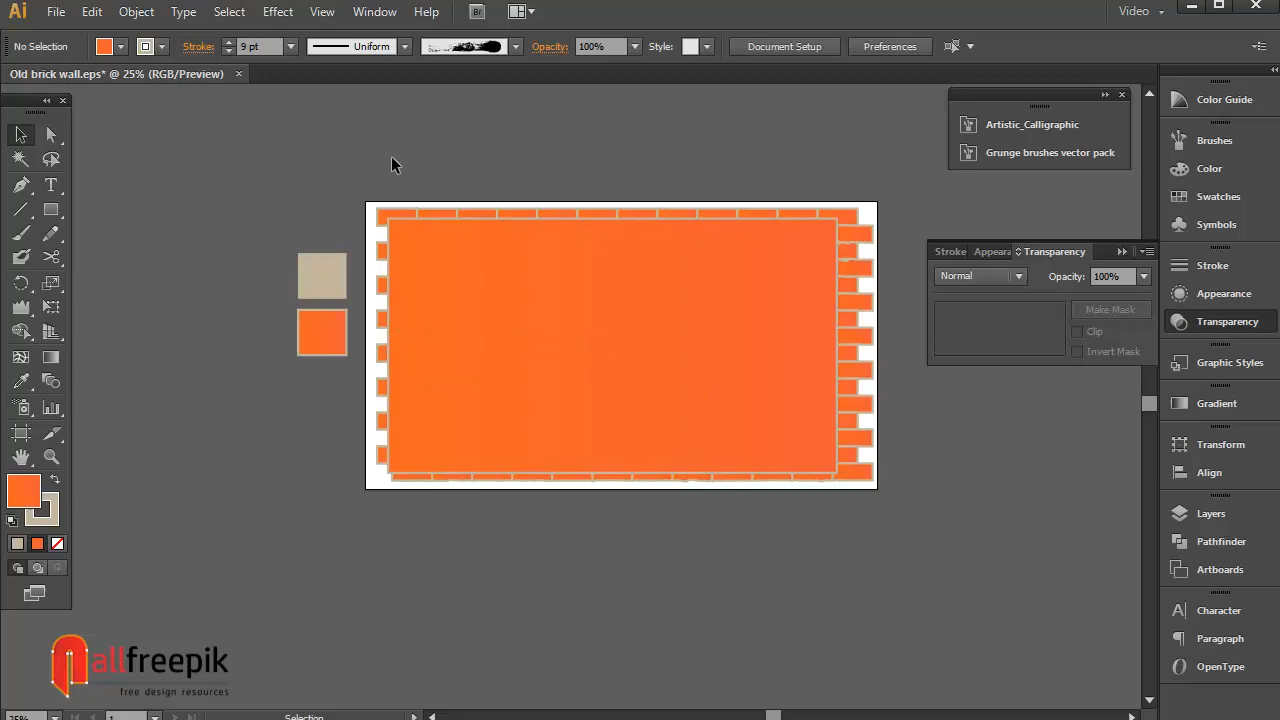 Ai File Edit Object Type Select Effect View Window Help Br Video
No Selection Stroke: 9 pt Uniform Opacity: 100% Style: Document Setup Preferences
Old brick wall.eps* @ 25% (RGB/Preview)
Artistic_Calligraphic
Grunge brushes vector pack
Color Guide
Brushes
Color
Swatches
Symbols
Stroke Appeara Transparency
Normal Opacity: 100%
Make Mask
Clip
Invert Mask
Stroke
Appearance
Transparency
Graphic Styles
Gradient
Transform
Align
Layers
Pathfinder
Artboards
Character
Paragraph
OpenType
allfreepik
free design resources
25% 1 Selection